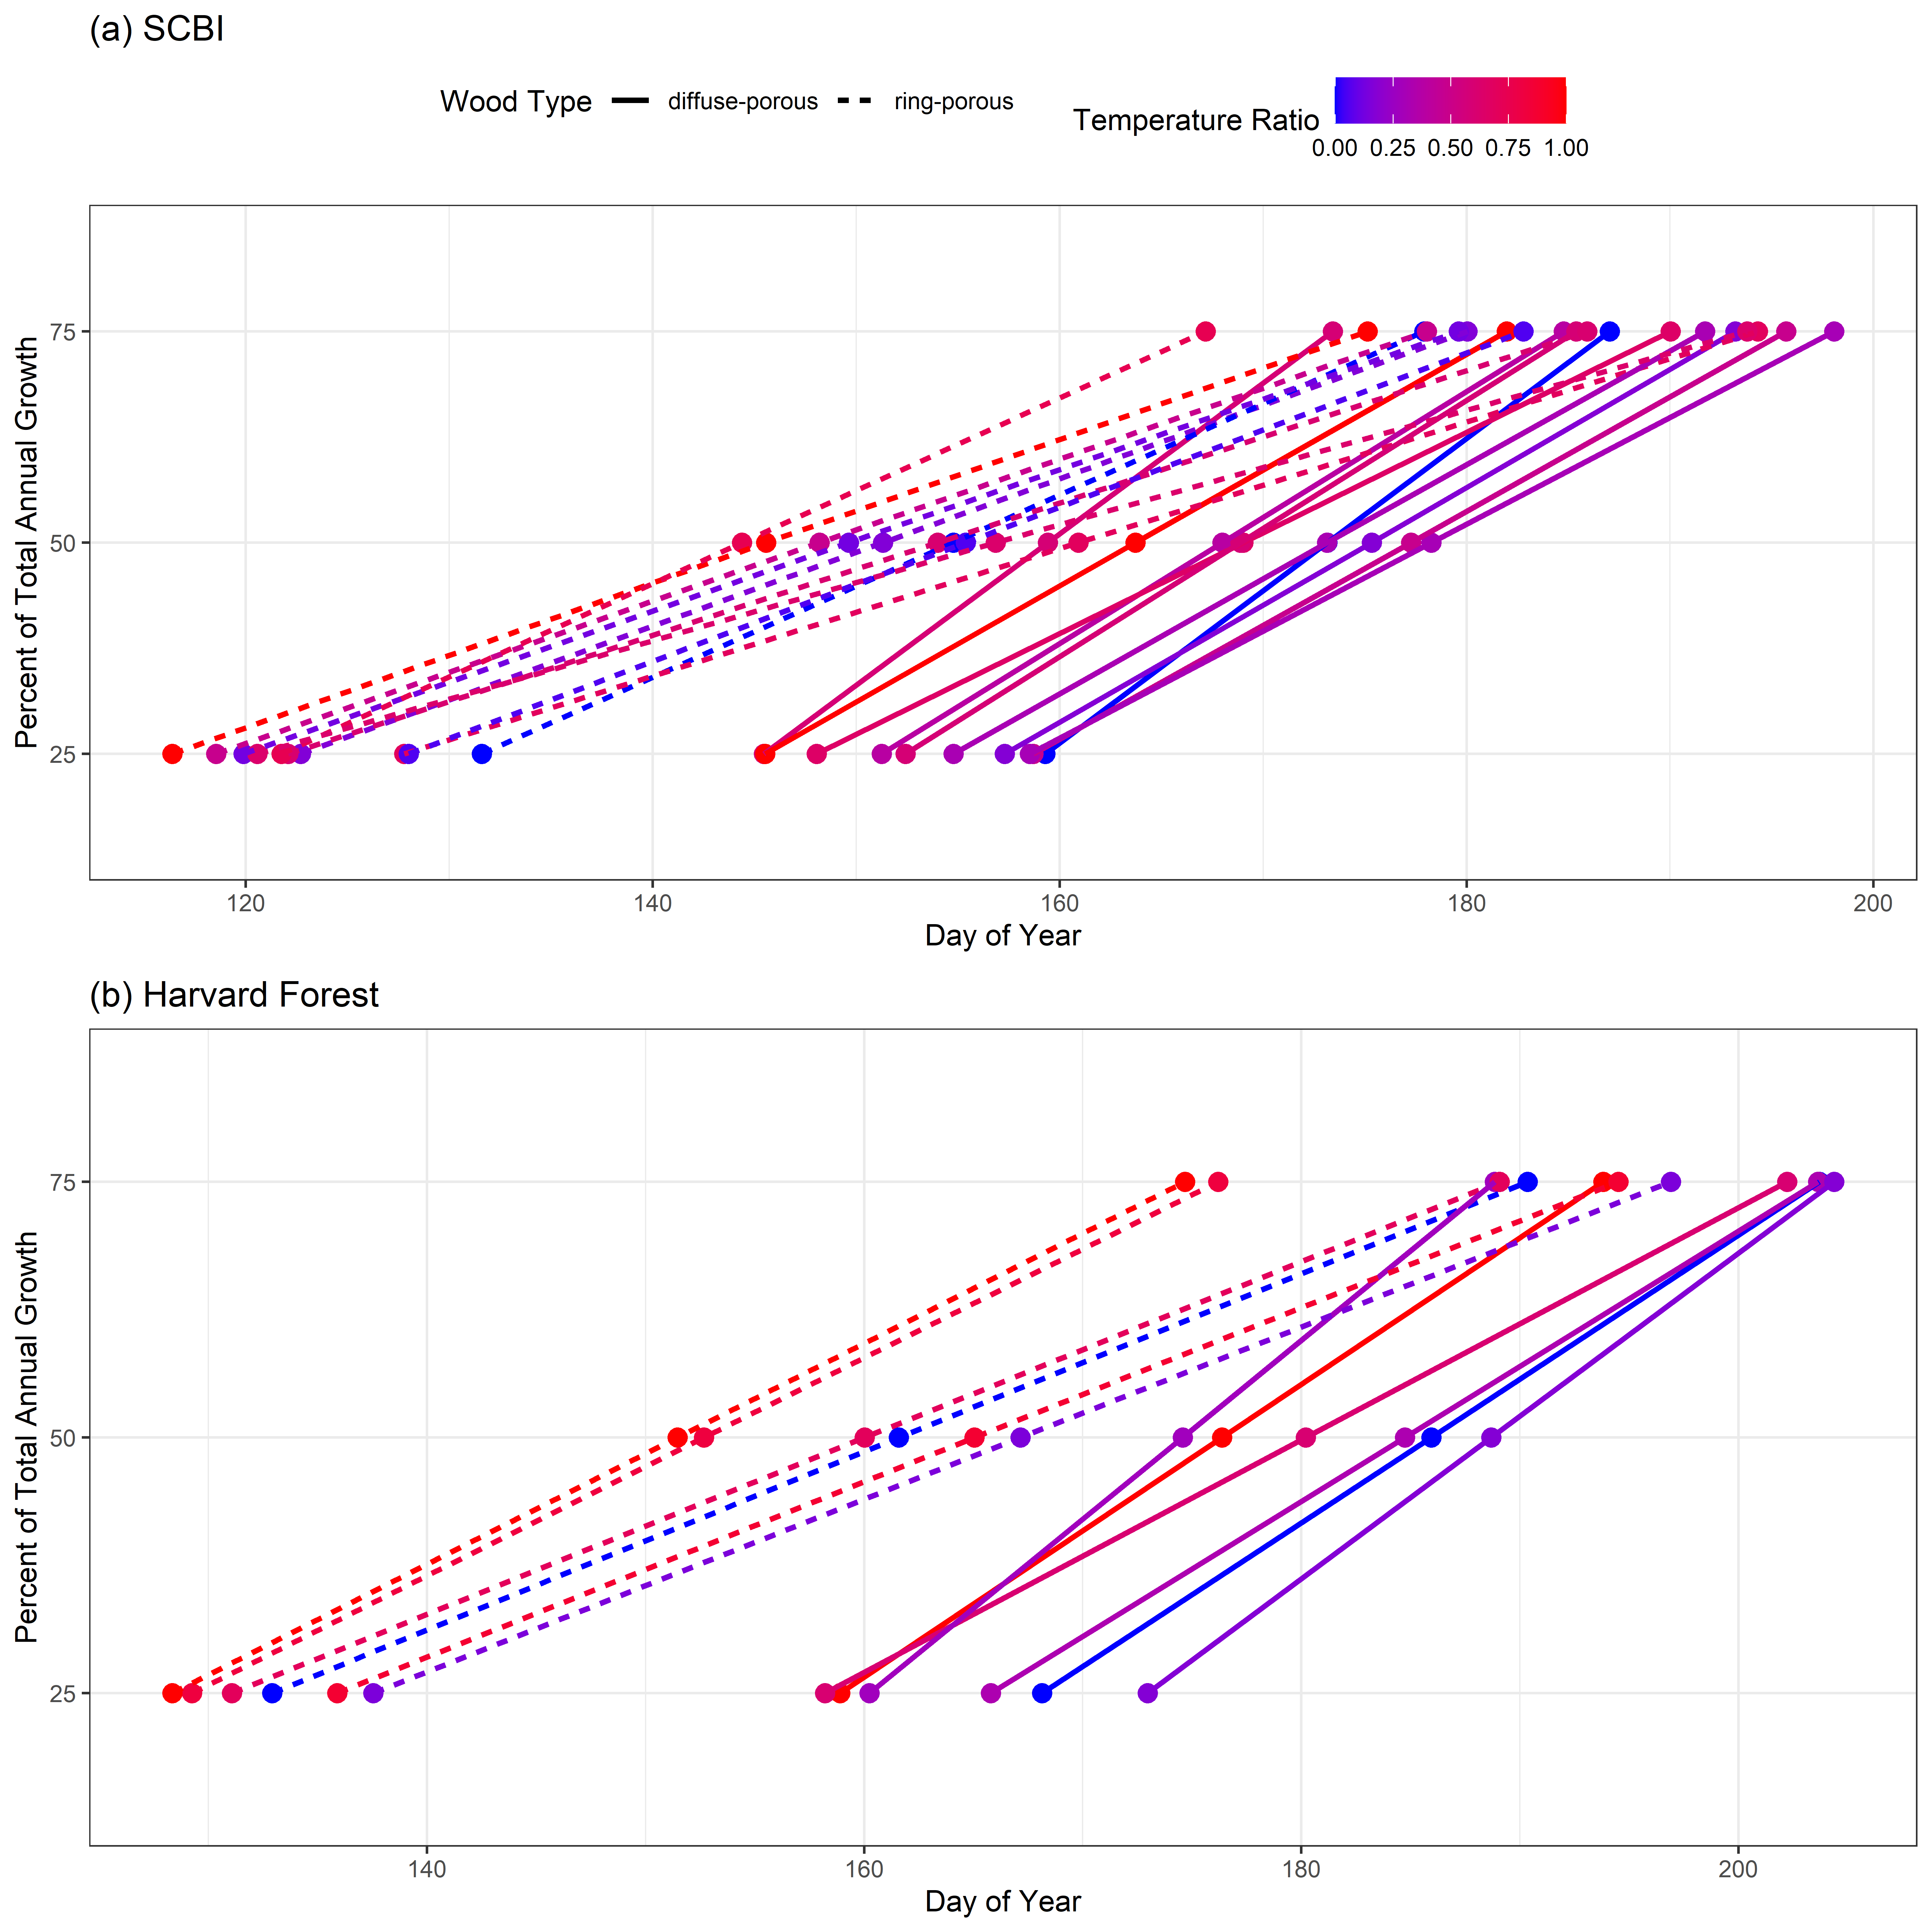 (a) SCBI
Wood Type diffuse-porous ring-porous Temperature Ratio
0.00 0.25 0.50 0.75 1.00
Percent of Total Annual Growth
75
50
25
120 140 160 180 200
Day of Year
(b) Harvard Forest
Percent of Total Annual Growth
75
50
25
140 160 180 200
Day of Year